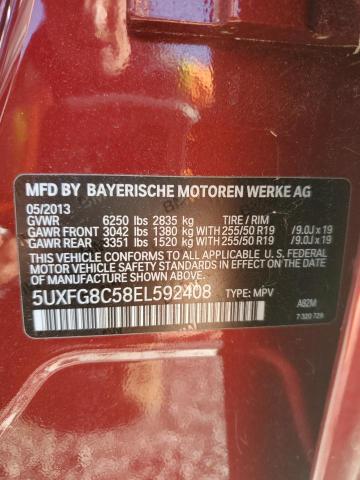 MFD BY BAYERISCHE MOTOREN WERKE AG
05/2013
GVWR 6250 lbs 2835 kg TIRE / RIM
GAWR FRONT 3042 lbs 1380 kg WITH 255/50 R19 /9.0J x 19
GAWR REAR 3351 lbs 1520 kg WITH 255/50 R19 /9.0J x 19
THIS VEHICLE CONFORMS TO ALL APPLICABLE U. S. FEDERAL
MOTOR VEHICLE SAFETY STANDARDS IN EFFECT ON THE
DATE OF MANUFACTURE SHOWN ABOVE.
5UXFG8C58EL592408 TYPE: MPV
A82M
7 320 729